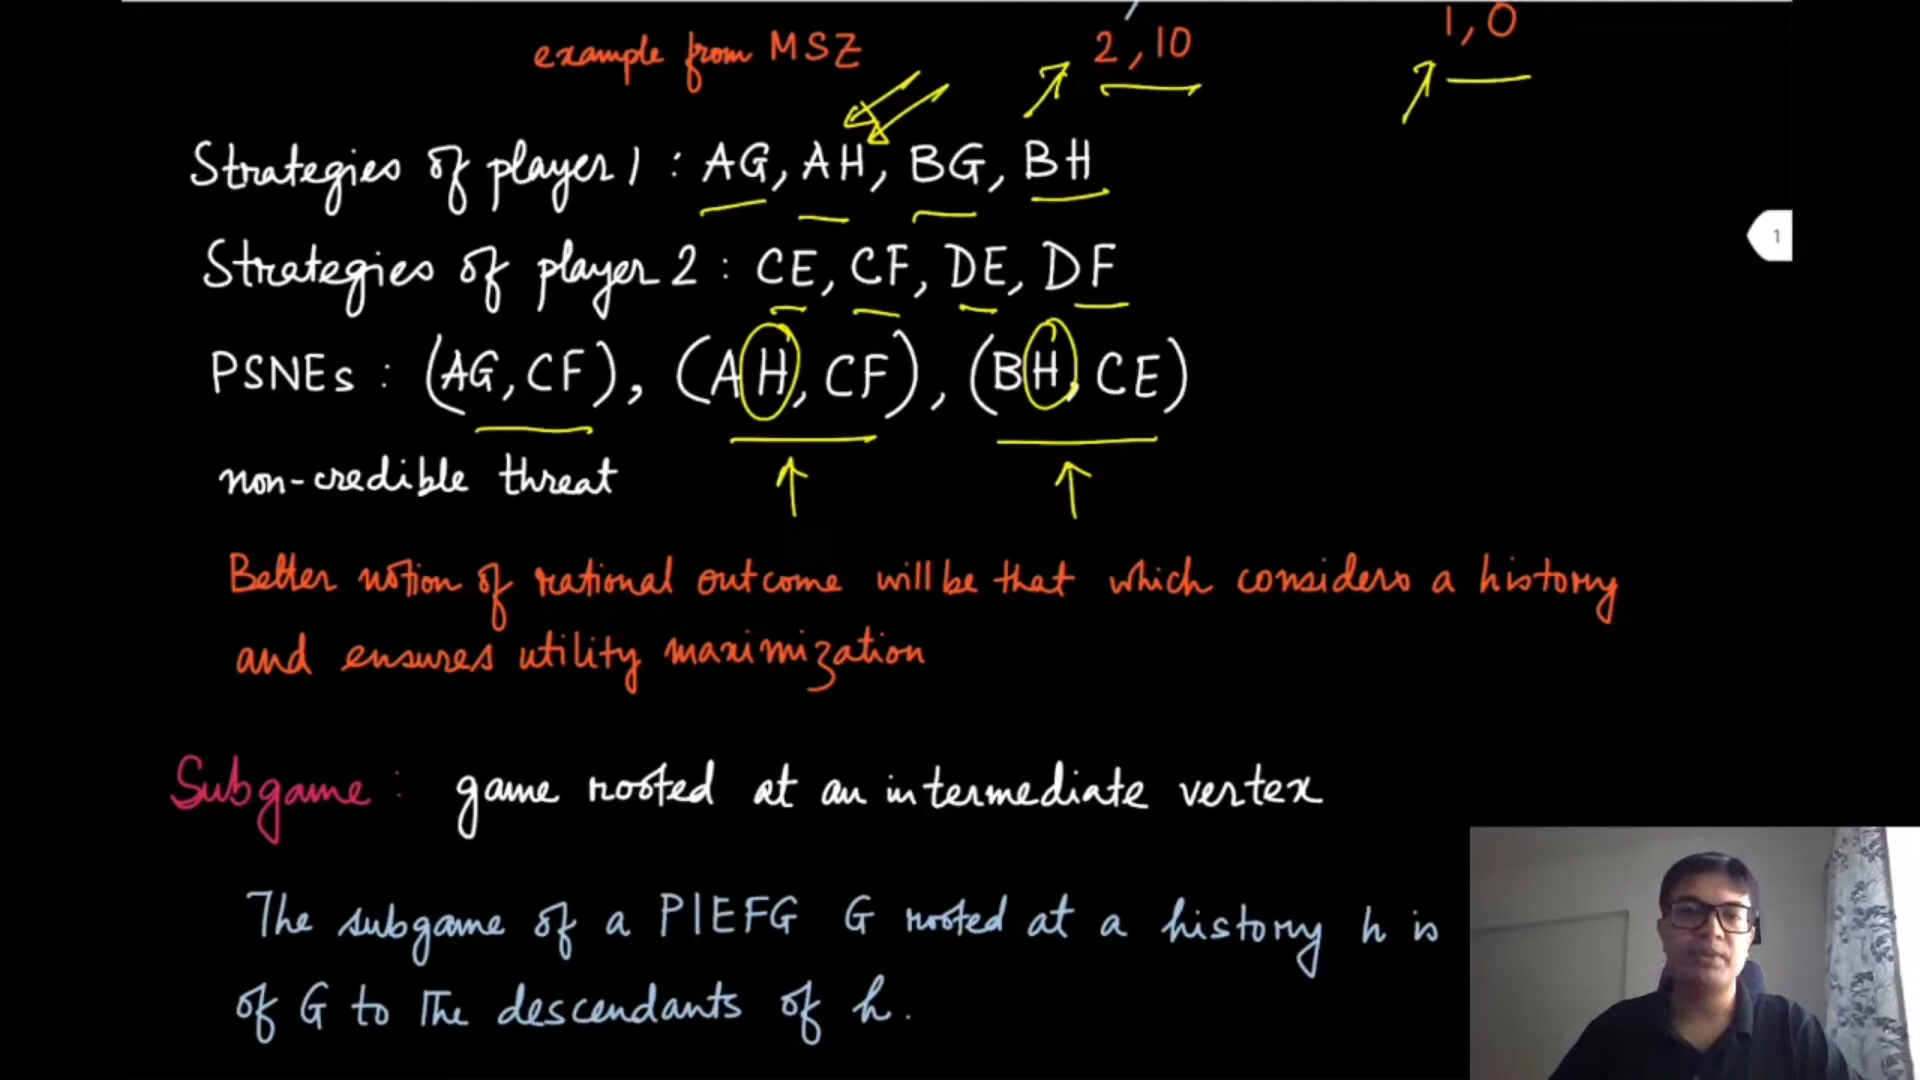 1, 0
example from MSZ 2, 10
Strategies of player 1 : AG, AH, BG, BH
1
Strategies of player 2 : CE, CF, DE, DF
PSNEs : (AG, CF), (AH, CF), (BH, CE)
non-credible threat
Better notion of rational outcome will be that which considers a history
and ensures utility maximization
Subgame : game rooted at an intermediate vertex
The subgame of a PIEFG G rooted at a history h is
of G to the descendants of h.